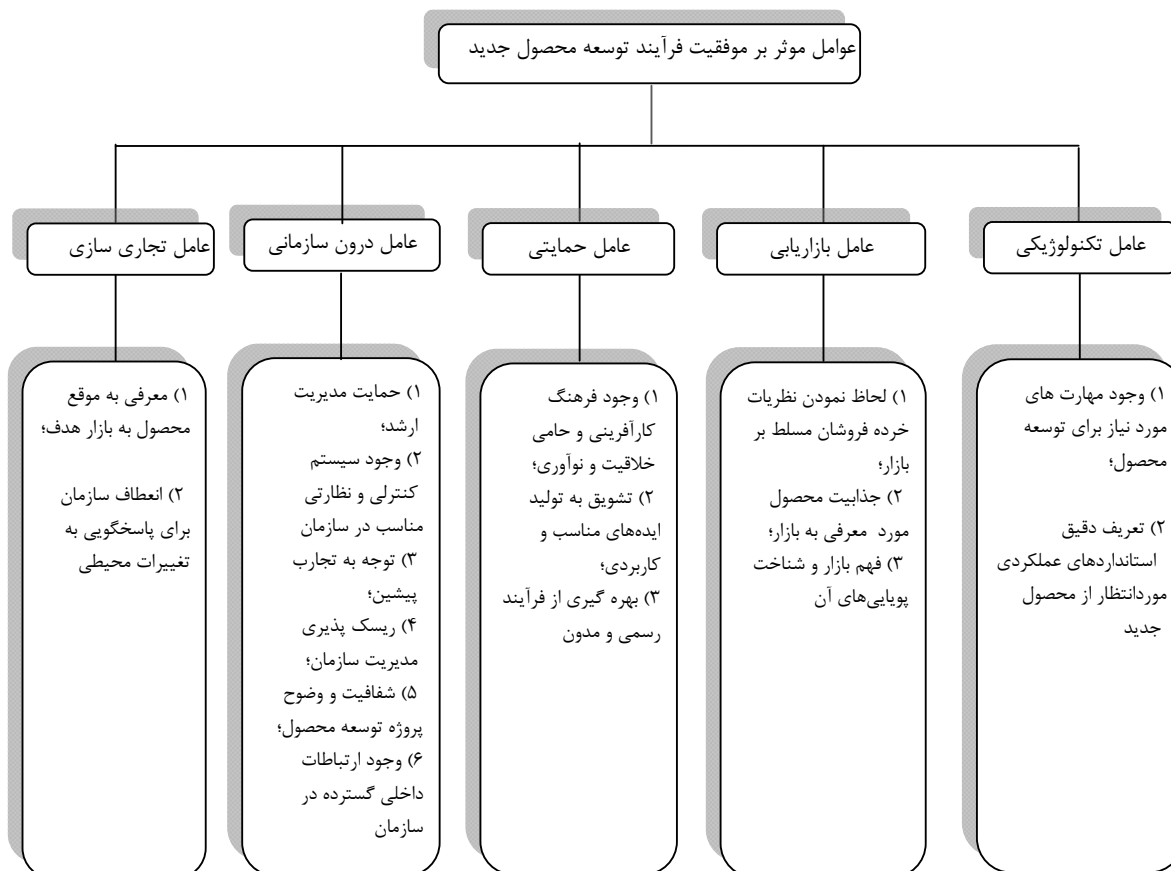 عوامل موثر بر موفقیت فرآیند توسعه محصول جدید
عامل تکنولوژیکی
۱) وجود مهارت های
مورد نیاز برای توسعه
محصول؛
۲) تعریف دقیق
استانداردهای عملکردی
موردانتظار از محصول
جدید
عامل بازاریابی
۱) لحاظ نمودن نظریات
خرده فروشان مسلط بر
بازار؛
۲) جذابیت محصول
مورد معرفی به بازار؛
۳) فهم بازار و شناخت
پویایی‌های آن
عامل حمایتی
۱) وجود فرهنگ
کارآفرینی و حامی
خلاقیت و نوآوری؛
۲) تشویق به تولید
ایده‌های مناسب و
کاربردی؛
۳) بهره گیری از فرآیند
رسمی و مدون
عامل درون سازمانی
۱) حمایت مدیریت
ارشد؛
۲) وجود سیستم
کنترلی و نظارتی
مناسب در سازمان
۳) توجه به تجارب
پیشین؛
۴) ریسک پذیری
مدیریت سازمان؛
۵) شفافیت و وضوح
پروژه توسعه محصول؛
۶) وجود ارتباطات
داخلی گسترده در
سازمان
عامل تجاری سازی
۱) معرفی به موقع
محصول به بازار هدف؛
۲) انعطاف سازمان
برای پاسخگویی به
تغییرات محیطی